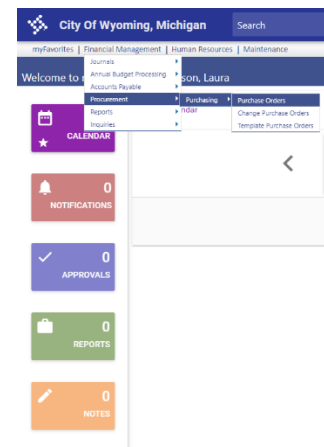 City Of Wyoming, Michigan
Search
myFavorites | Financial Management | Human Resources | Maintenance
Journals
Welcome to
son, Laura
Annual Budget Processing
Accounts Payable
Procurement
Purchasing
Purchase Orders
Reports
ndar
Change Purchase Orders
Inquiries
Template Purchase Orders
CALENDAR
0
NOTIFICATIONS
0
APPROVALS
0
REPORTS
0
NOTES